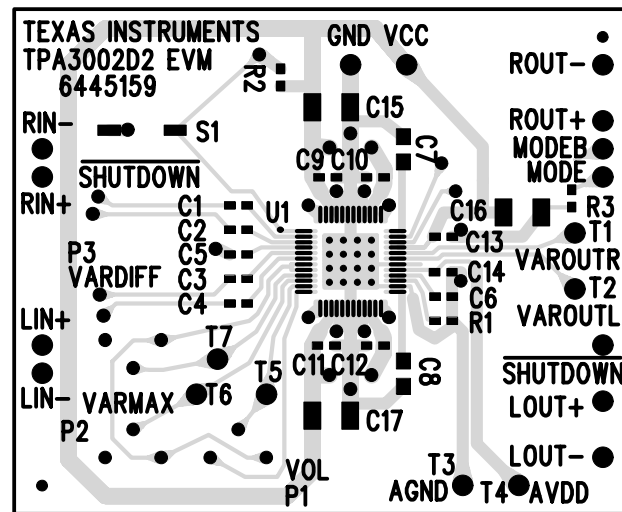 TEXAS INSTRUMENTS
TPA3002D2 EVM
6445159
GND VCC
R2
ROUT-
C15
RIN-
S1
ROUT+
C7
MODEB
C9 C10
MODE
SHUTDOWN
RIN+
C1
U1
C16
R3
C2
T1
C13
P3
C5
VAROUTR
VARDIFF
C3
C14
T2
C4
C6
LIN+
R1
VAROUTL
T7
C11 C12
C8
SHUTDOWN
T5
T6
LIN-
VARMAX
LOUT+
C17
P2
LOUT-
VOL
T3
P1
AGND
T4
AVDD